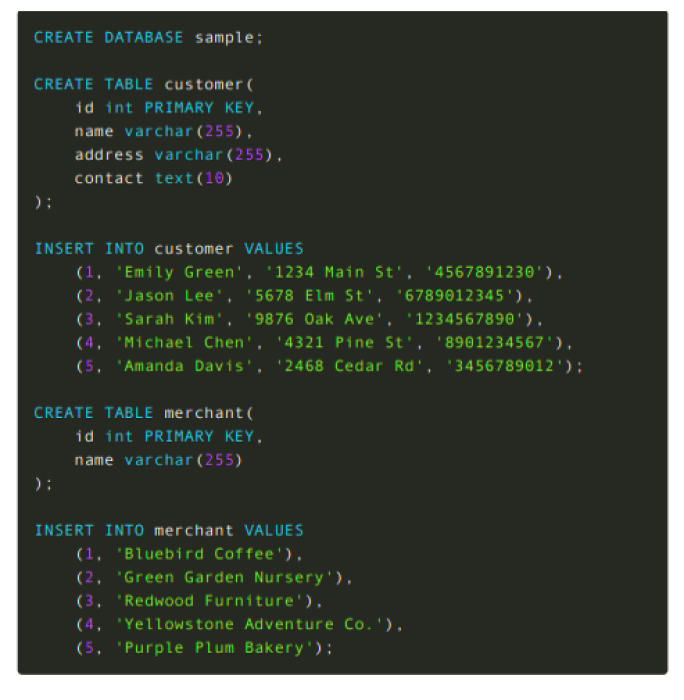 CREATE DATABASE sample;
CREATE TABLE customer(
id int PRIMARY KEY,
name varchar(255),
address varchar(255),
contact text(10)
);
INSERT INTO customer VALUES
(1, 'Emily Green', '1234 Main St', '4567891230'),
(2, 'Jason Lee', '5678 Elm St', '6789012345'),
(3, 'Sarah Kim', '9876 Oak Ave', '1234567890'),
(4, 'Michael Chen', '4321 Pine St', '8901234567'),
(5, 'Amanda Davis', '2468 Cedar Rd', '3456789012');
CREATE TABLE merchant(
id int PRIMARY KEY,
name varchar(255)
);
INSERT INTO merchant VALUES
(1, 'Bluebird Coffee'),
(2, 'Green Garden Nursery'),
(3, 'Redwood Furniture'),
(4, 'Yellowstone Adventure Co.'),
(5, 'Purple Plum Bakery');